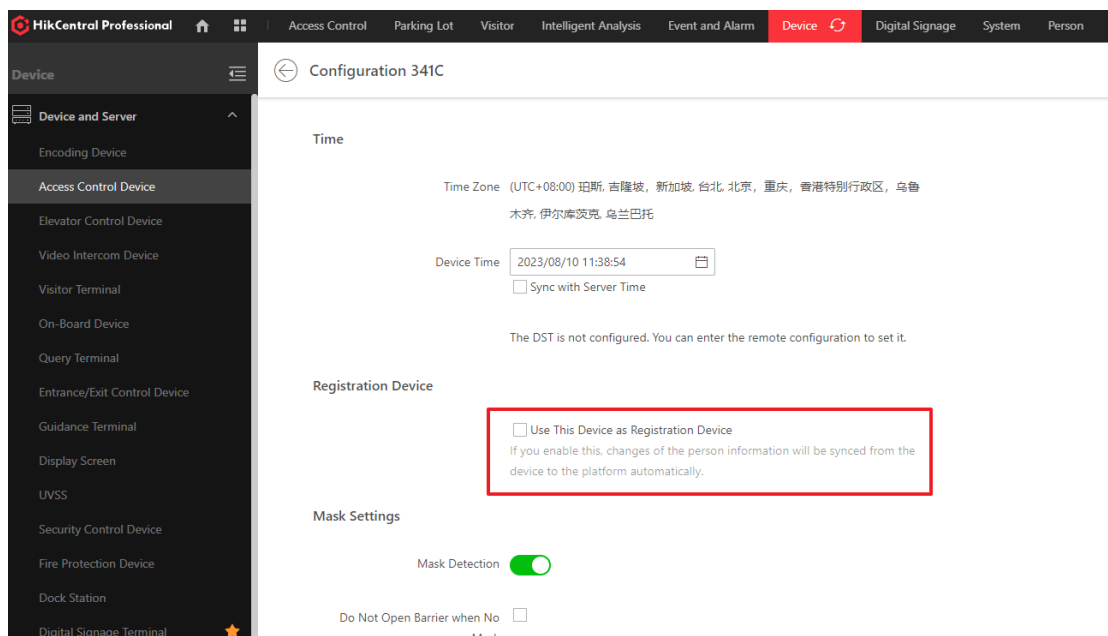 HikCentral Professional
Access Control
Parking Lot
Visitor
Intelligent Analysis
Event and Alarm
Device
Digital Signage
System
Person
Device
Configuration 341C
Device and Server
Encoding Device
Access Control Device
Elevator Control Device
Video Intercom Device
Visitor Terminal
On-Board Device
Query Terminal
Entrance/Exit Control Device
Guidance Terminal
Display Screen
UVSS
Security Control Device
Fire Protection Device
Dock Station
Digital Signage Terminal
Time
Time Zone (UTC+08:00) 珀斯, 吉隆坡，新加坡, 台北, 北京，重庆，香港特别行政区，乌鲁
木齐, 伊尔库茨克, 乌兰巴托
Device Time 2023/08/10 11:38:54
Sync with Server Time
The DST is not configured. You can enter the remote configuration to set it.
Registration Device
Use This Device as Registration Device
If you enable this, changes of the person information will be synced from the
device to the platform automatically.
Mask Settings
Mask Detection
Do Not Open Barrier when No